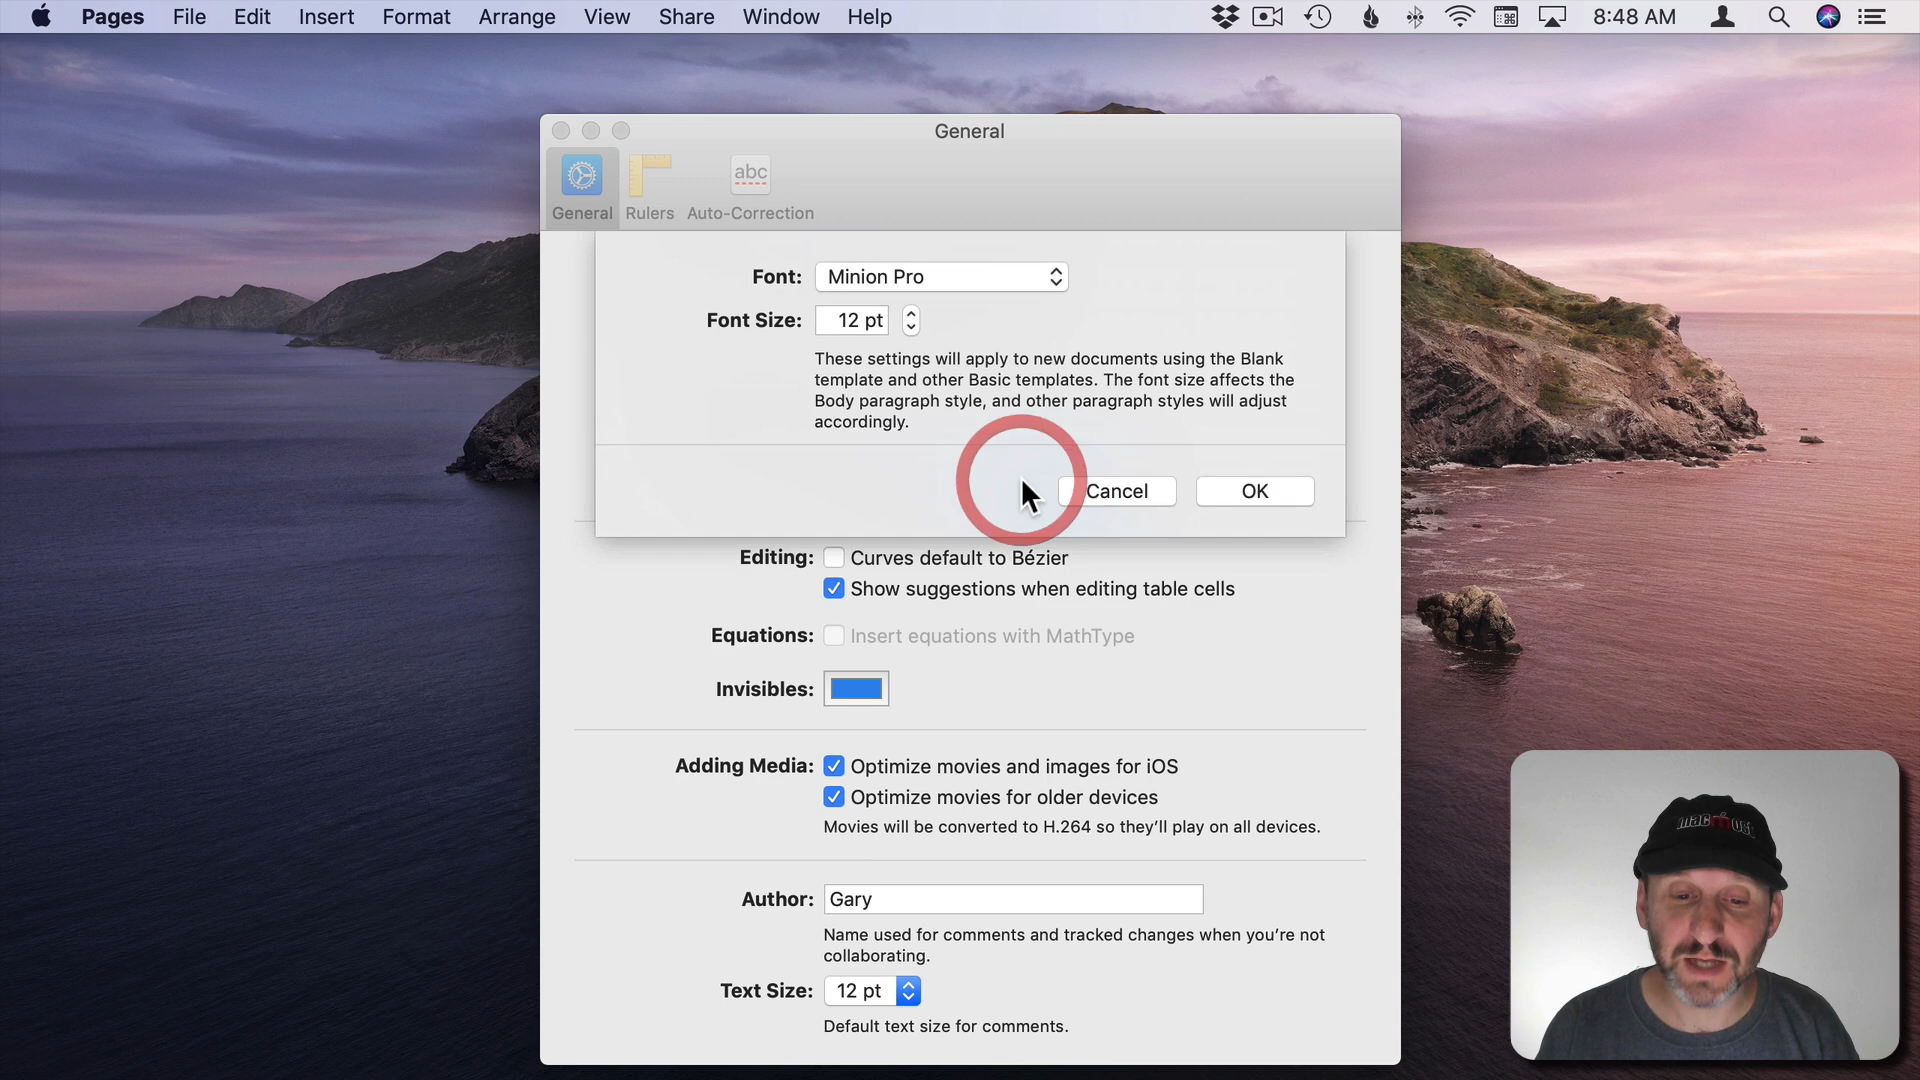 Pages File Edit Insert Format Arrange View Share Window Help 8:48 AM
General
abc
General Rulers Auto-Correction
Font: Minion Pro
Font Size: 12 pt
These settings will apply to new documents using the Blank
template and other Basic templates. The font size affects the
Body paragraph style, and other paragraph styles will adjust
accordingly.
Cancel OK
Editing: Curves default to Bézier
Show suggestions when editing table cells
Equations: Insert equations with MathType
Invisibles:
Adding Media: Optimize movies and images for iOS
Optimize movies for older devices
Movies will be converted to H.264 so they’ll play on all devices.
Author: Gary
Name used for comments and tracked changes when you’re not
collaborating.
Text Size: 12 pt
Default text size for comments.
macmost